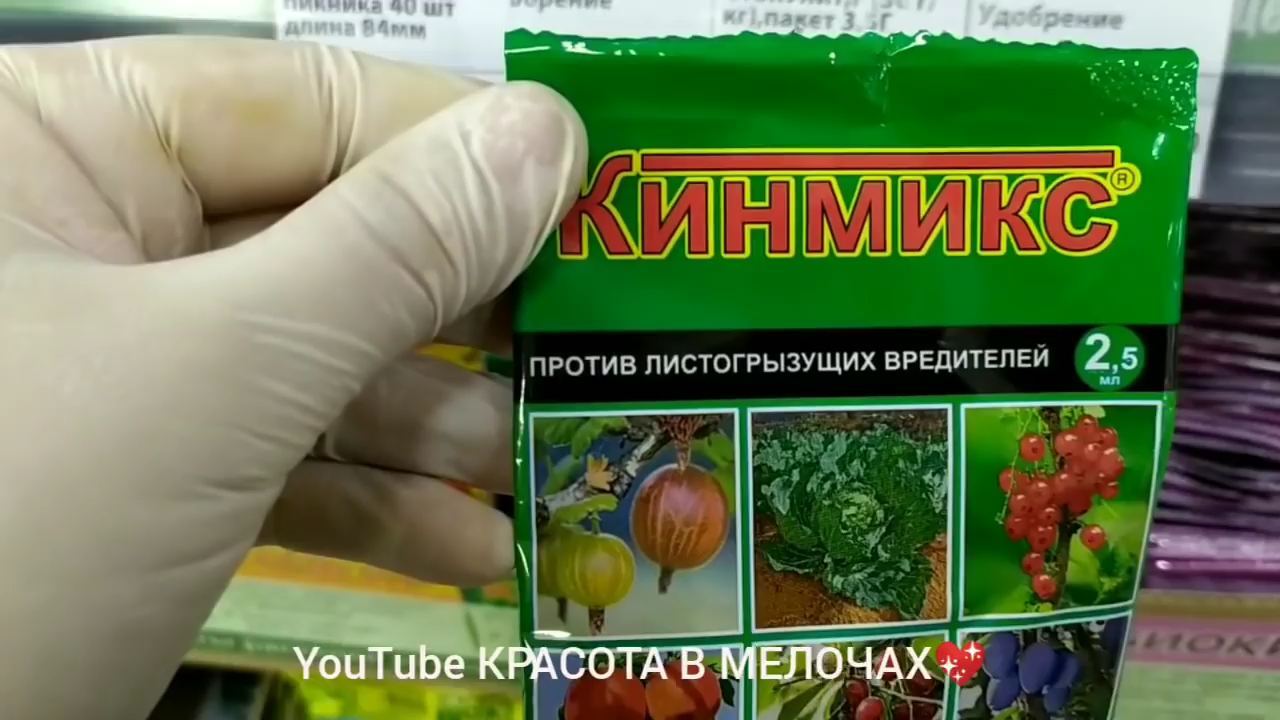 пикника 40 шт
длина 84мм
кг),пакет 3,5г
Удобрение
КИНМИКС®
ПРОТИВ ЛИСТОГРЫЗУЩИХ ВРЕДИТЕЛЕЙ
2,5
мл
YouTube КРАСОТА В МЕЛОЧАХ💖